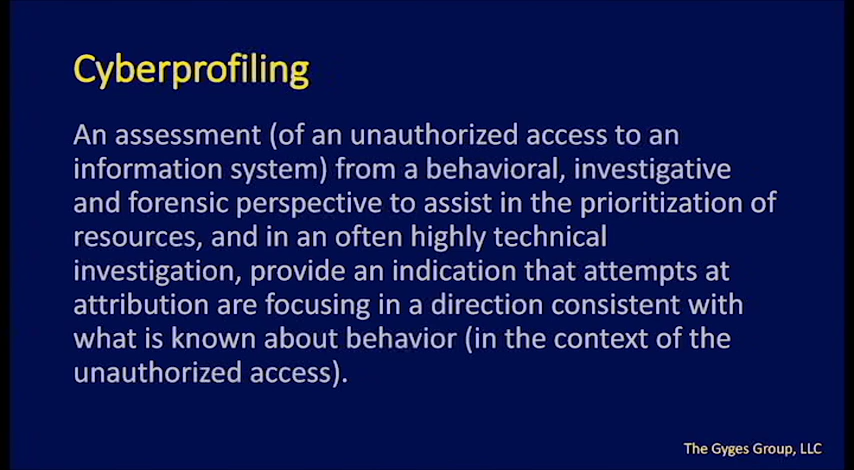 Cyberprofiling
An assessment (of an unauthorized access to an
information system) from a behavioral, investigative
and forensic perspective to assist in the prioritization of
resources, and in an often highly technical
investigation, provide an indication that attempts at
attribution are focusing in a direction consistent with
what is known about behavior (in the context of the
unauthorized access).
The Gyges Group, LLC